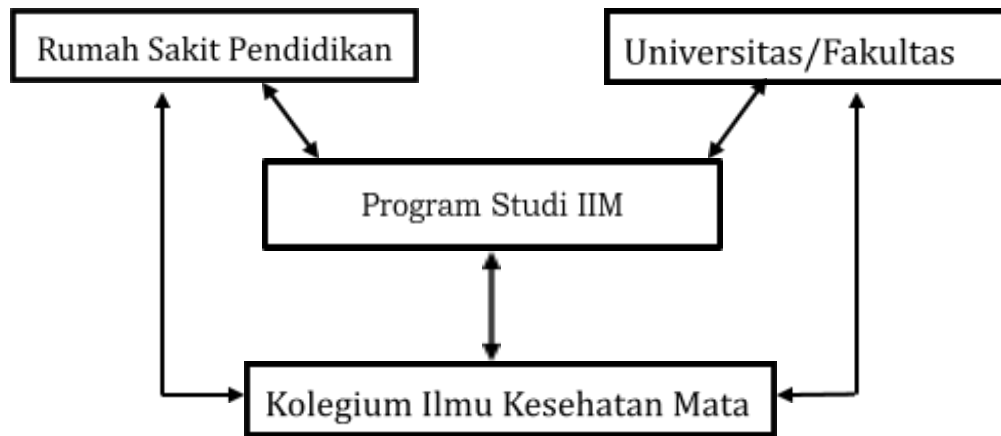 Rumah Sakit Pendidikan
Universitas/Fakultas
Program Studi IIM
Kolegium Ilmu Kesehatan Mata